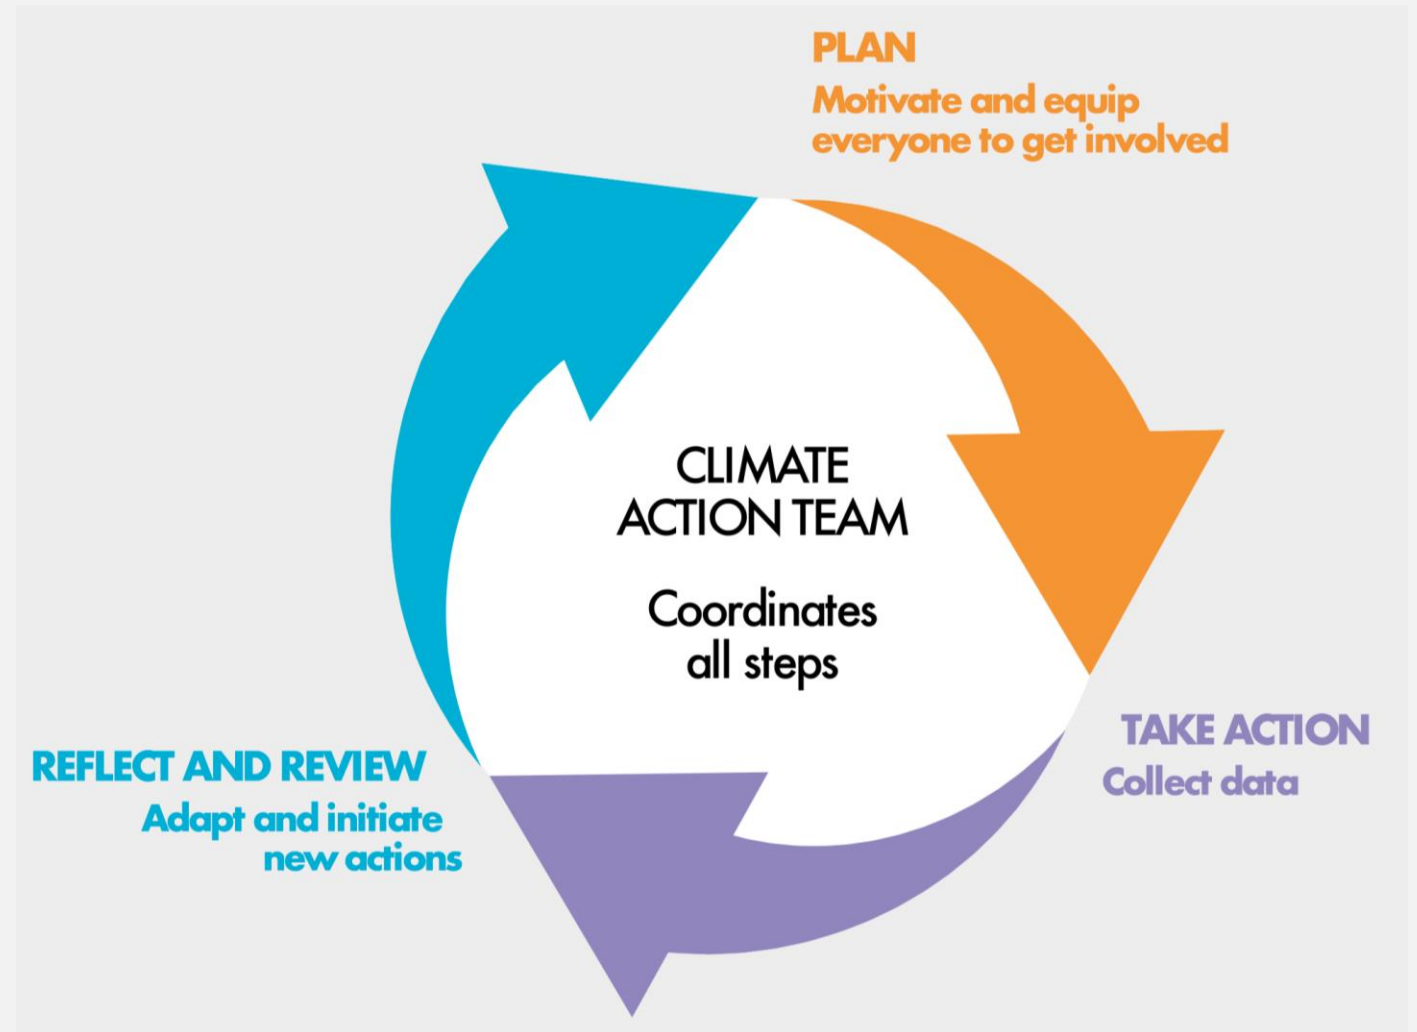 PLAN
Motivate and equip
everyone to get involved
CLIMATE
ACTION TEAM
Coordinates
all steps
TAKE ACTION
Collect data
REFLECT AND REVIEW
Adapt and initiate
new actions